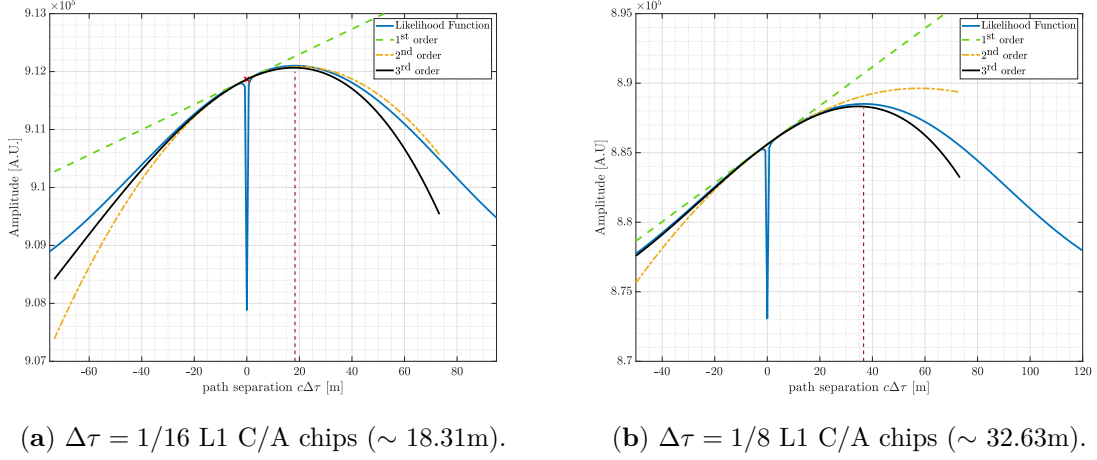 ×10⁵
9.13
9.12
9.11
9.1
9.09
9.08
9.07
Amplitude [A.U]
-60
-40
-20
0
20
40
60
80
path separation cΔτ [m]
Likelihood Function
1st order
2nd order
3rd order
(a) Δτ = 1/16 L1 C/A chips (∼ 18.31m).
×10⁵
8.95
8.9
8.85
8.8
8.75
8.7
Amplitude [A.U]
-40
-20
0
20
40
60
80
100
120
path separation cΔτ [m]
Likelihood Function
1st order
2nd order
3rd order
(b) Δτ = 1/8 L1 C/A chips (∼ 32.63m).